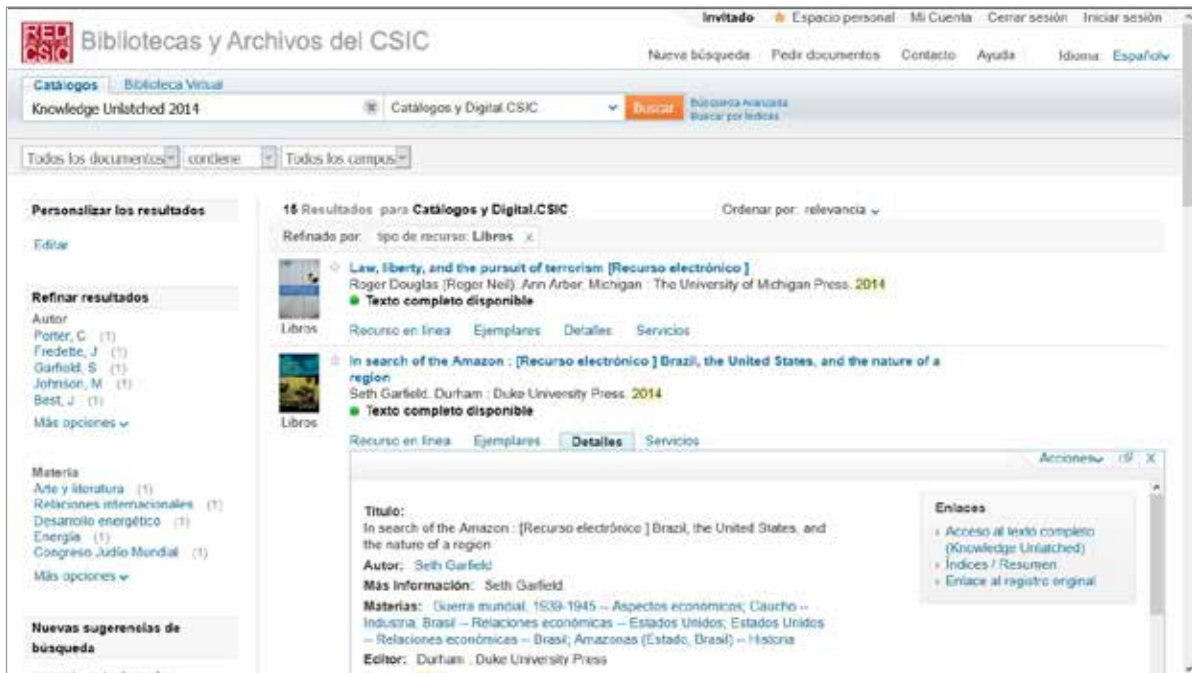 Invitado Espacio personal Mi Cuenta Cerrar sesión Iniciar sesión
RED CSIC
Bibliotecas y Archivos del CSIC
Nueva búsqueda Pedir documentos Contacto Ayuda Idioma: Español
Catálogos Biblioteca Virtual
Knowledge Unlatched 2014 Catálogos y Digital.CSIC Buscar Búsqueda Avanzada
Buscar por Índices
Todos los documentos contiene Todos los campus
Personalizar los resultados
Editar
Refinar resultados
Autor
Porter, C (1)
Fredette, J (1)
Garfield, S (1)
Johnson, M (1)
Best, J (1)
Más opciones
Materia
Arte y literatura (1)
Relaciones internacionales (1)
Desarrollo energético (1)
Energía (1)
Congreso Judío Mundial (1)
Más opciones
Nuevas sugerencias de
búsqueda
15 Resultados para Catálogos y Digital.CSIC Ordenar por: relevancia
Refinado por: tipo de recurso: Libros x
Law, liberty, and the pursuit of terrorism [Recurso electrónico ]
Roger Douglas (Roger Neil). Ann Arbor, Michigan : The University of Michigan Press. 2014
Texto completo disponible
Libros
Recurso en línea Ejemplares Detalles Servicios
In search of the Amazon : [Recurso electrónico ] Brazil, the United States, and the nature of a
region
Seth Garfield. Durham : Duke University Press. 2014
Texto completo disponible
Libros
Recurso en línea Ejemplares Detalles Servicios
Acciones X
Título:
In search of the Amazon : [Recurso electrónico ] Brazil, the United States, and
the nature of a region
Autor: Seth Garfield
Más Información: Seth Garfield
Materias: Guerra mundial, 1939-1945 -- Aspectos económicos; Caucho --
Industria; Brasil -- Relaciones económicas -- Estados Unidos; Estados Unidos
-- Relaciones económicas -- Brasil; Amazonas (Estado, Brasil) -- Historia
Editor: Durham : Duke University Press
Enlaces
Acceso al texto completo
(Knowledge Unlatched)
Índices / Resumen
Enlace al registro original